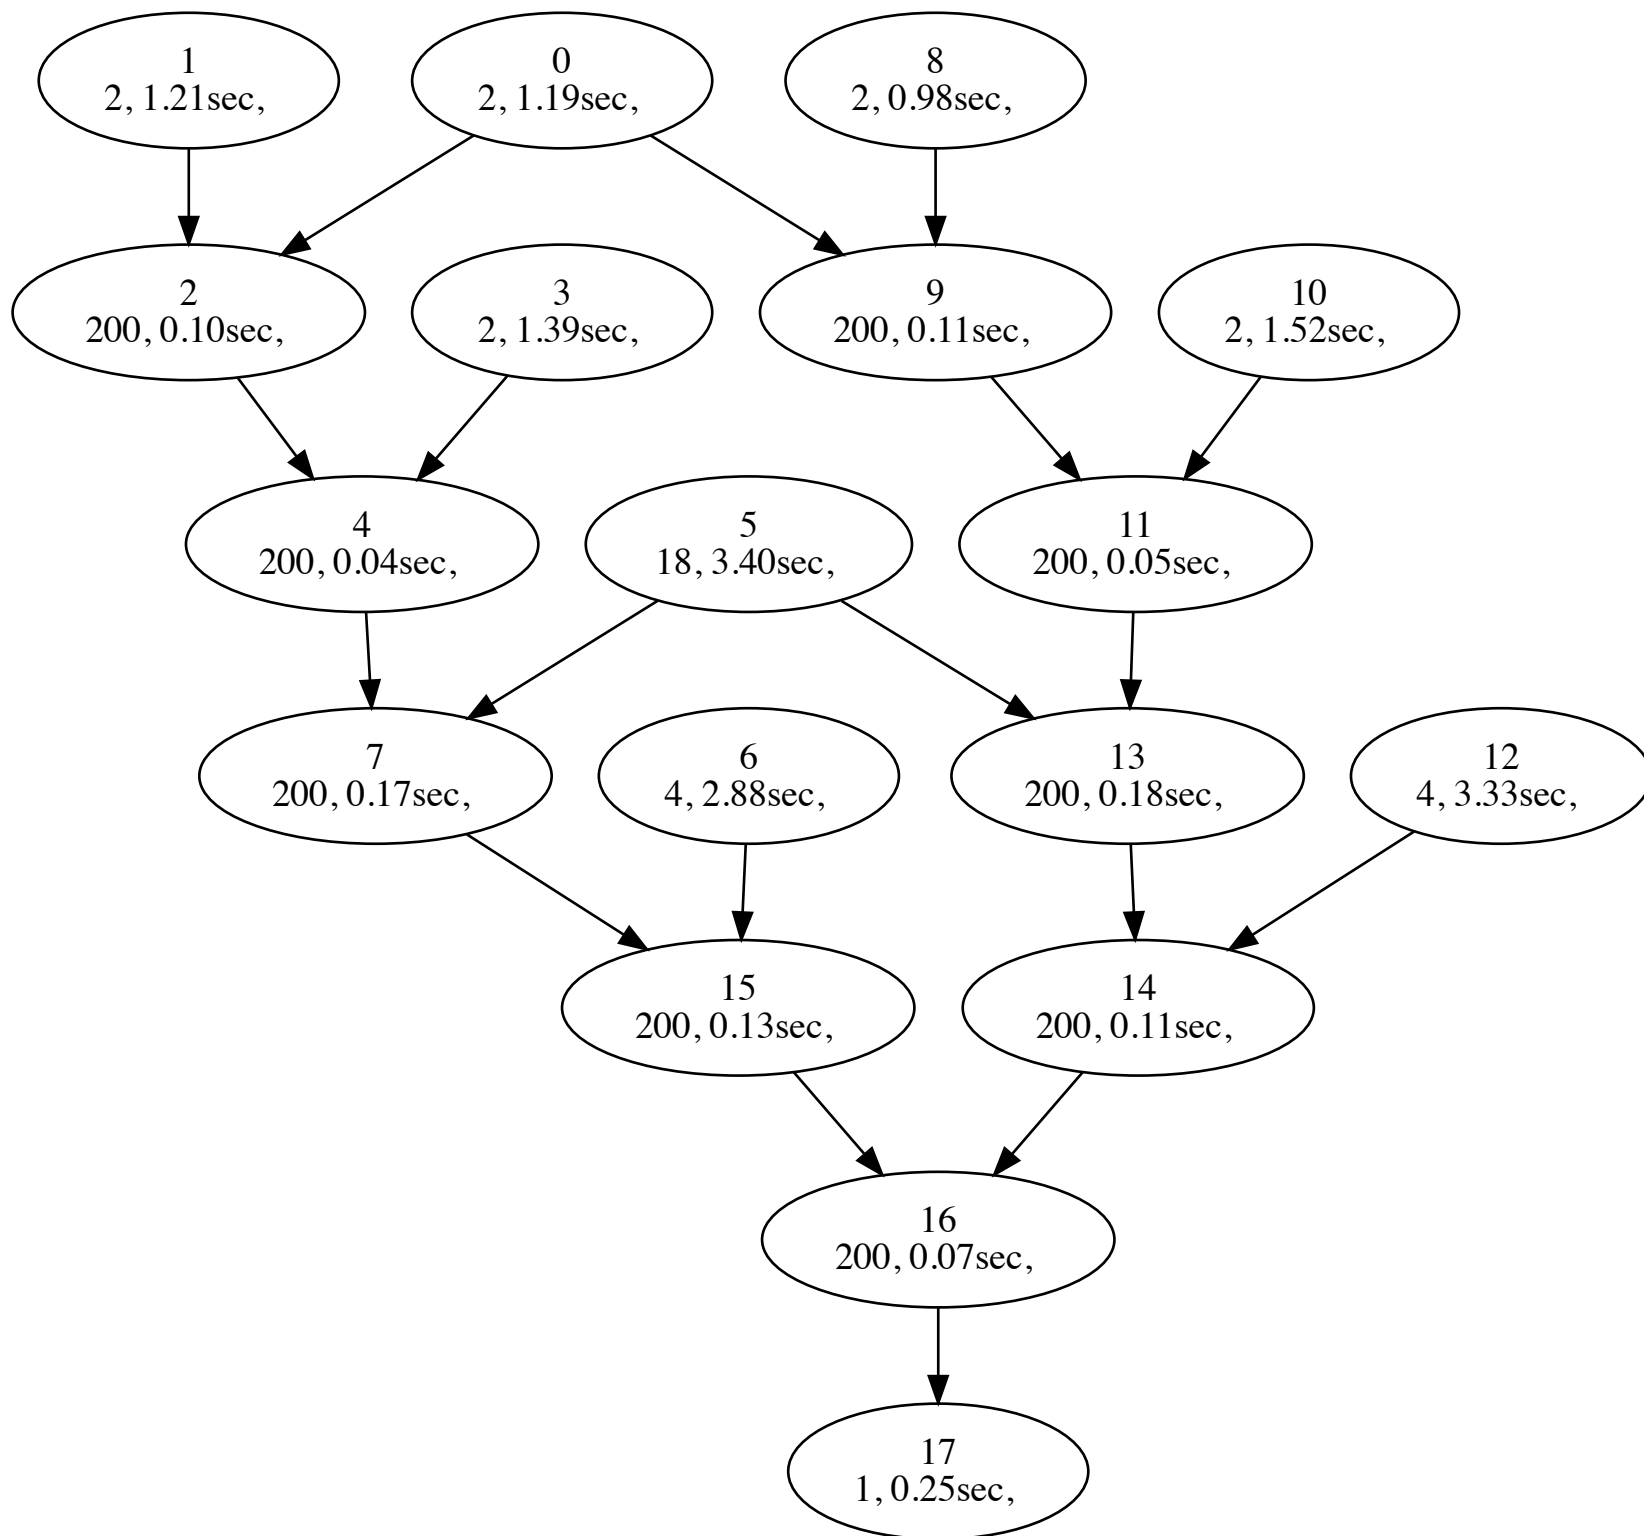 1
2, 1.21sec,
0
2, 1.19sec,
8
2, 0.98sec,
2
200, 0.10sec,
3
2, 1.39sec,
9
200, 0.11sec,
10
2, 1.52sec,
4
200, 0.04sec,
5
18, 3.40sec,
11
200, 0.05sec,
7
200, 0.17sec,
6
4, 2.88sec,
13
200, 0.18sec,
12
4, 3.33sec,
15
200, 0.13sec,
14
200, 0.11sec,
16
200, 0.07sec,
17
1, 0.25sec,